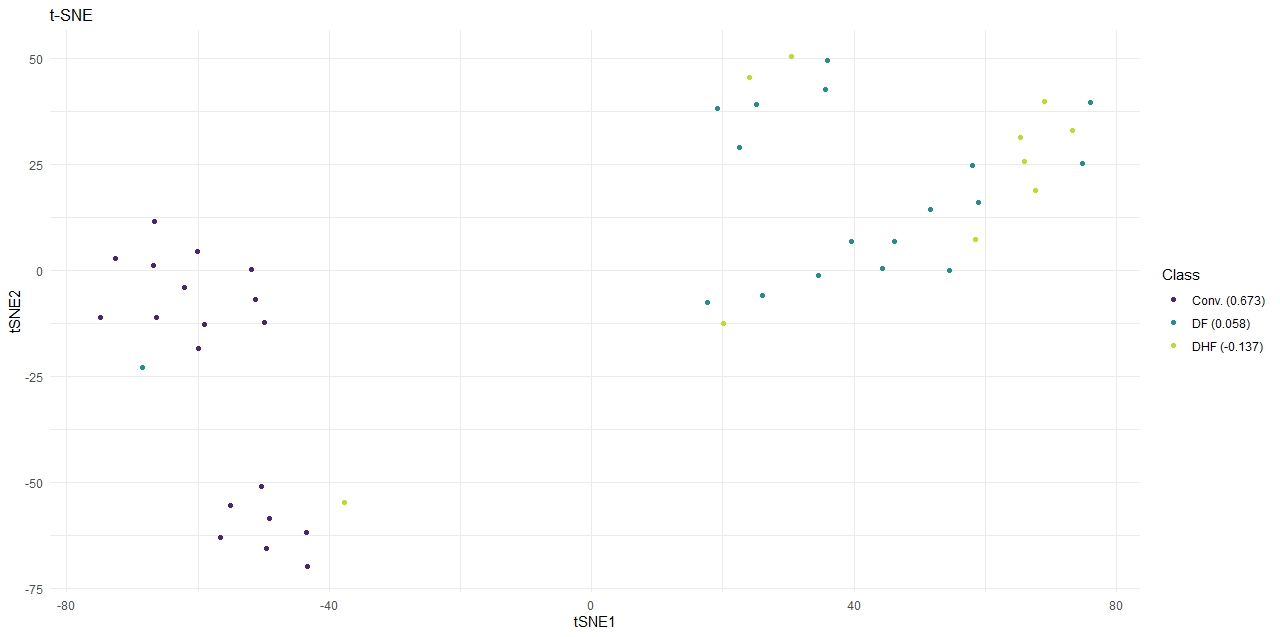 t-SNE
50
25
0
-25
-50
-75
tSNE2
-80
-40
0
40
80
tSNE1
Class
Conv. (0.673)
DF (0.058)
DHF (-0.137)